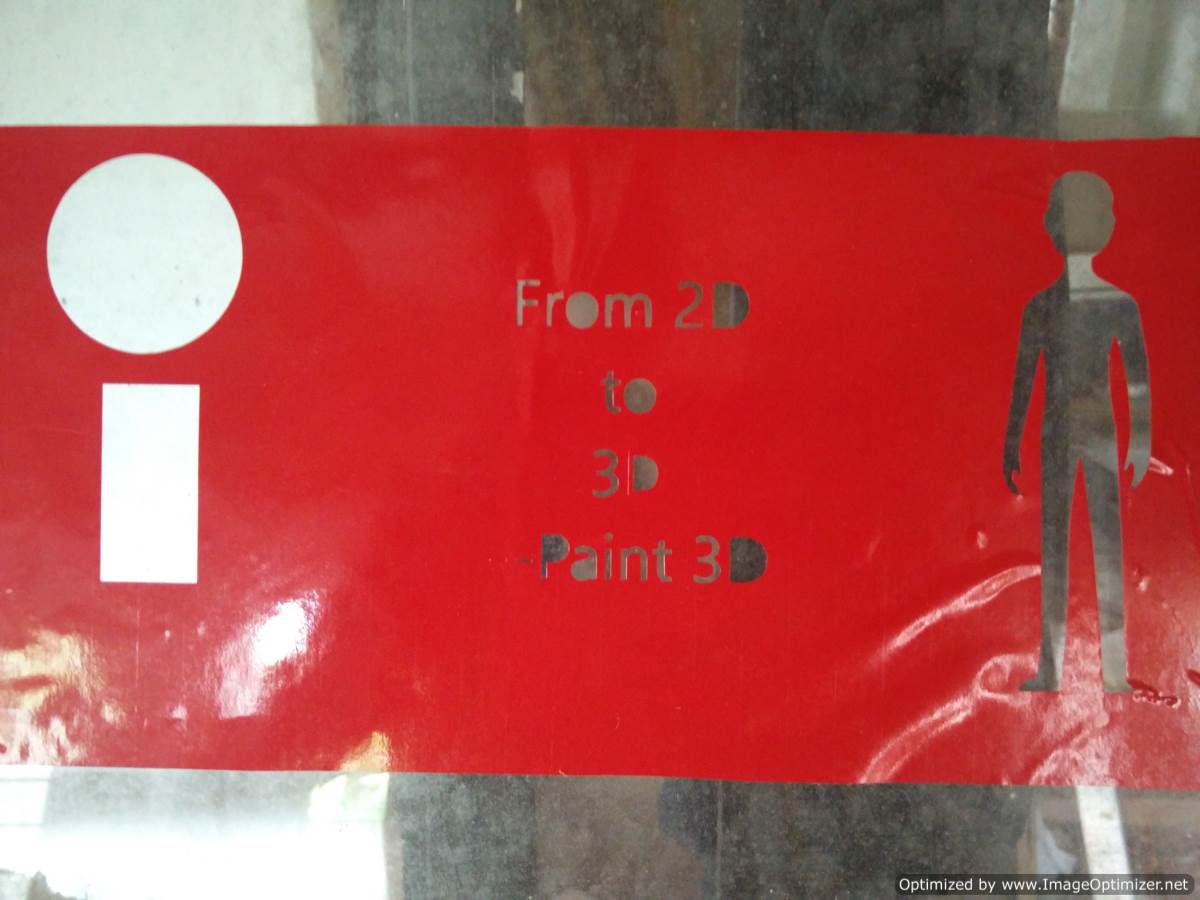 From 2D
to
3D
-Paint 3D
Optimized by www.ImageOptimizer.net